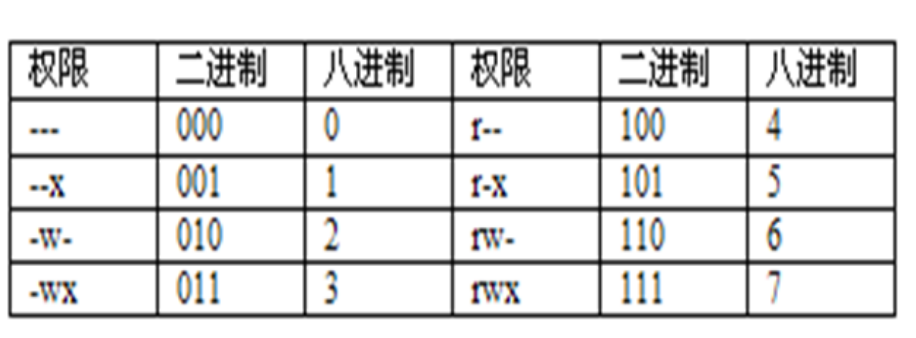 权限 二进制 八进制 权限 二进制 八进制
--- 000 0 r-- 100 4
--x 001 1 r-x 101 5
-w- 010 2 rw- 110 6
-wx 011 3 rwx 111 7